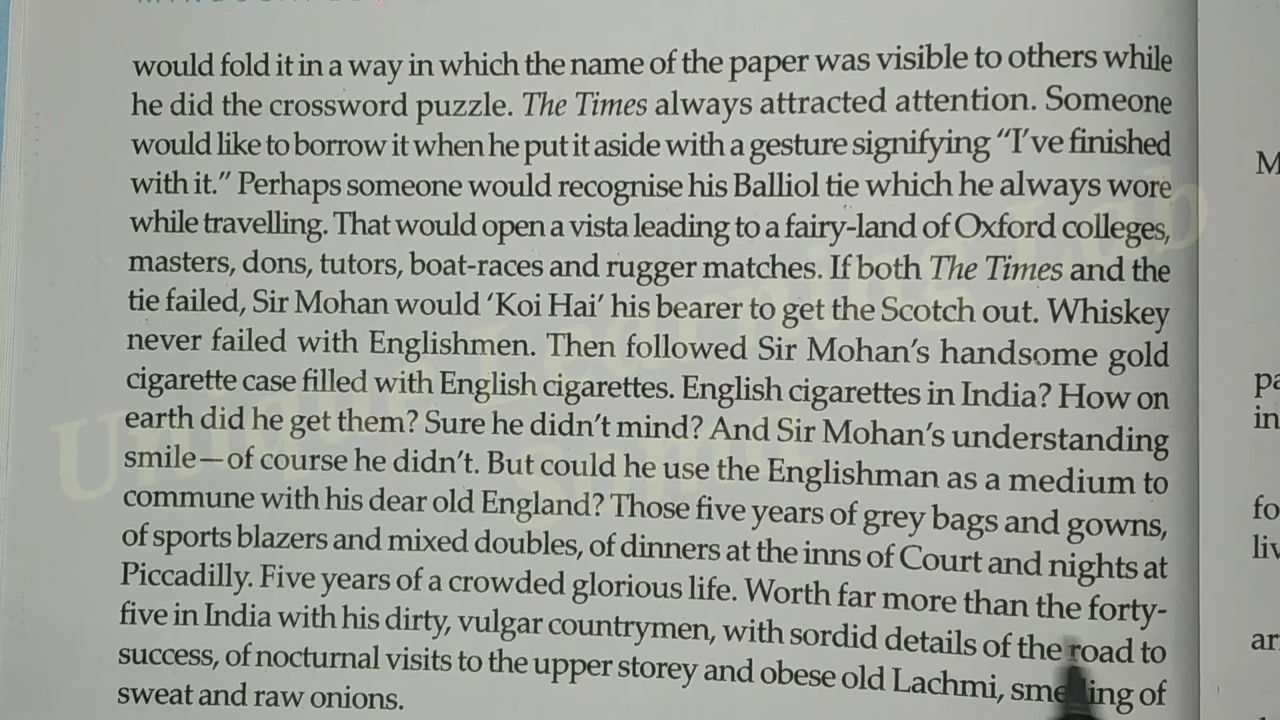 would fold it in a way in which the name of the paper was visible to others while
he did the crossword puzzle. The Times always attracted attention. Someone
would like to borrow it when he put it aside with a gesture signifying “I’ve finished
with it.” Perhaps someone would recognise his Balliol tie which he always wore
while travelling. That would open a vista leading to a fairy-land of Oxford colleges,
masters, dons, tutors, boat-races and rugger matches. If both The Times and the
tie failed, Sir Mohan would ‘Koi Hai’ his bearer to get the Scotch out. Whiskey
never failed with Englishmen. Then followed Sir Mohan’s handsome gold
cigarette case filled with English cigarettes. English cigarettes in India? How on
earth did he get them? Sure he didn’t mind? And Sir Mohan’s understanding
smile—of course he didn’t. But could he use the Englishman as a medium to
commune with his dear old England? Those five years of grey bags and gowns,
of sports blazers and mixed doubles, of dinners at the inns of Court and nights at
Piccadilly. Five years of a crowded glorious life. Worth far more than the forty-
five in India with his dirty, vulgar countrymen, with sordid details of the road to
success, of nocturnal visits to the upper storey and obese old Lachmi, smelling of
sweat and raw onions.
M
pa
in
fo
liv
ar
Unique Learning Lab